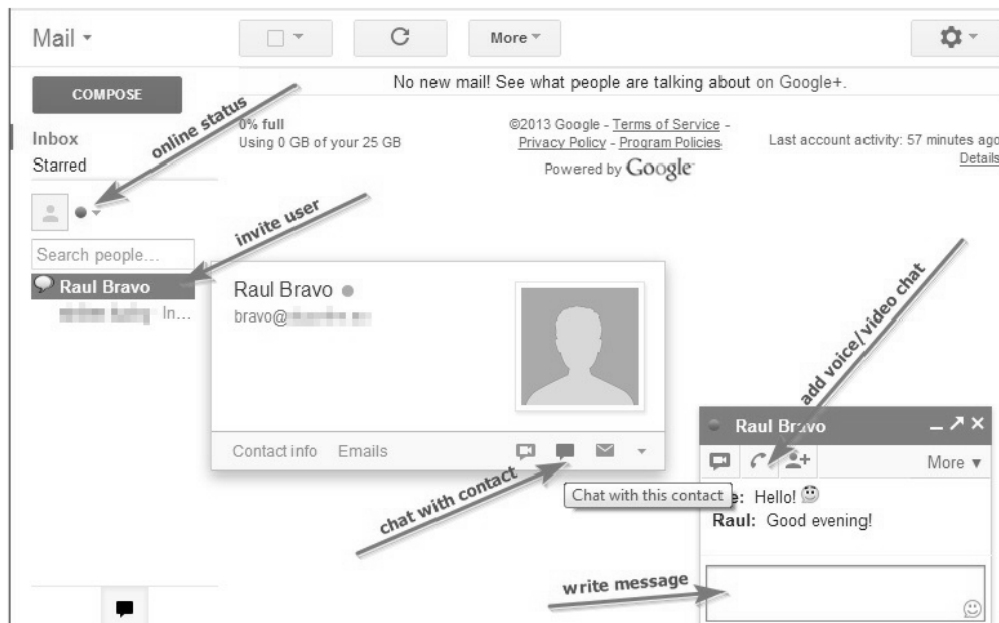 Mail
More
COMPOSE
No new mail! See what people are talking about on Google+.
Inbox
Starred
online status
0% full
Using 0 GB of your 25 GB
©2013 Google - Terms of Service -
Privacy Policy - Program Policies
Powered by Google
Last account activity: 57 minutes ago
Details
invite user
Search people...
Raul Bravo
In...
Raul Bravo
bravo@
Contact info Emails
chat with contact
Chat with this contact
add voice/video chat
Raul Bravo
More
Hello!
Raul: Good evening!
write message